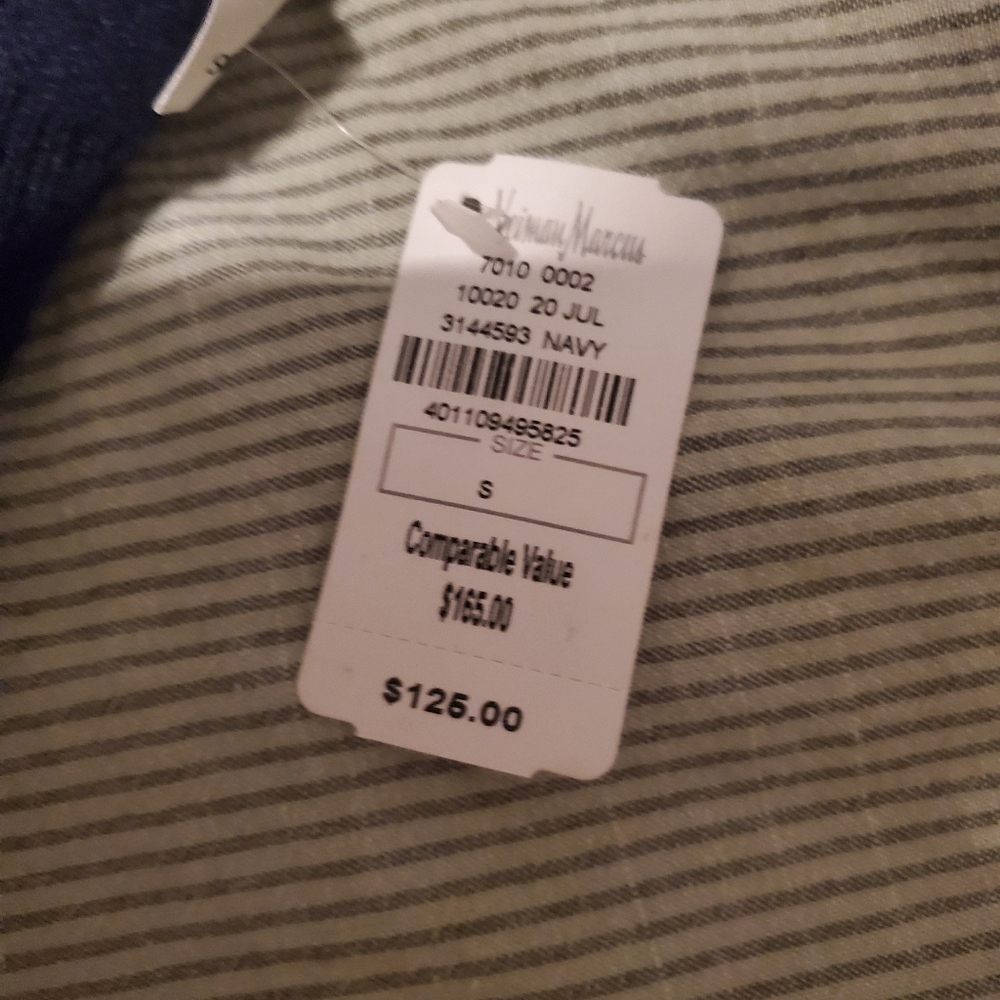 Neiman Marcus
7010 0002
10020 20 JUL
3144593 NAVY
401109495825
SIZE
S
Comparable Value
$165.00
$125.00